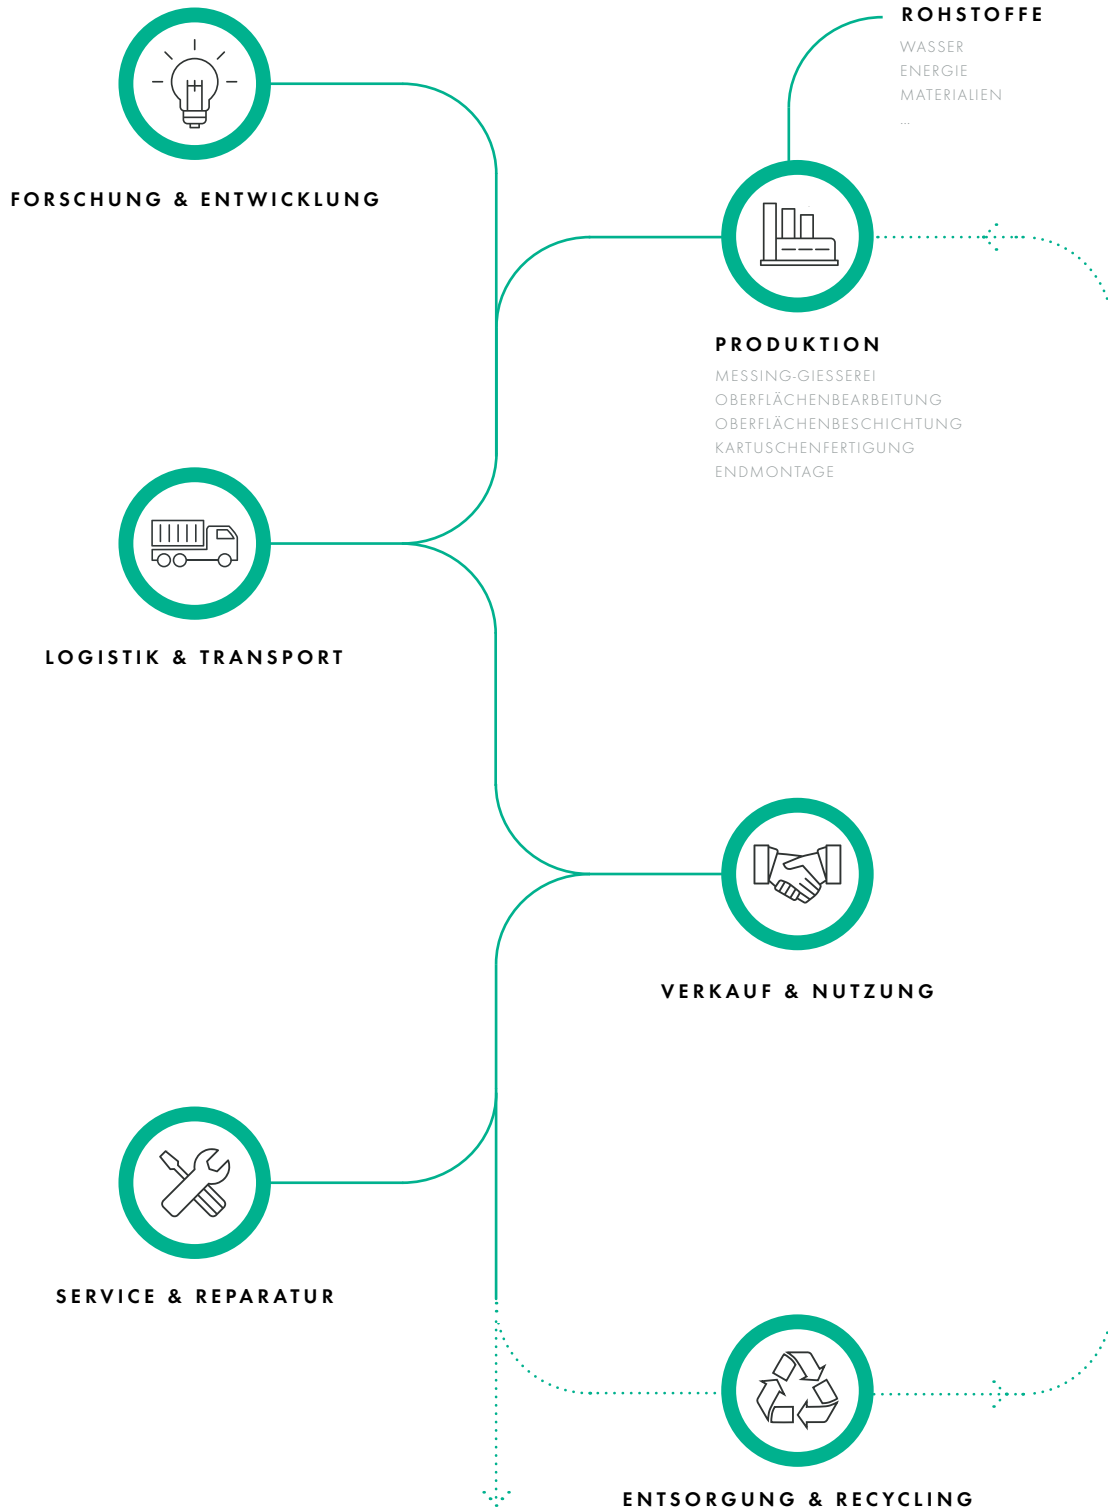 ROHSTOFFE
WASSER
ENERGIE
MATERIALIEN
...
FORSCHUNG & ENTWICKLUNG
PRODUKTION
MESSING-GIESSEREI
OBERFLÄCHENBEARBEITUNG
OBERFLÄCHENBESCHICHTUNG
KARTUSCHENFERTIGUNG
ENDMONTAGE
LOGISTIK & TRANSPORT
VERKAUF & NUTZUNG
SERVICE & REPARATUR
ENTSORGUNG & RECYCLING